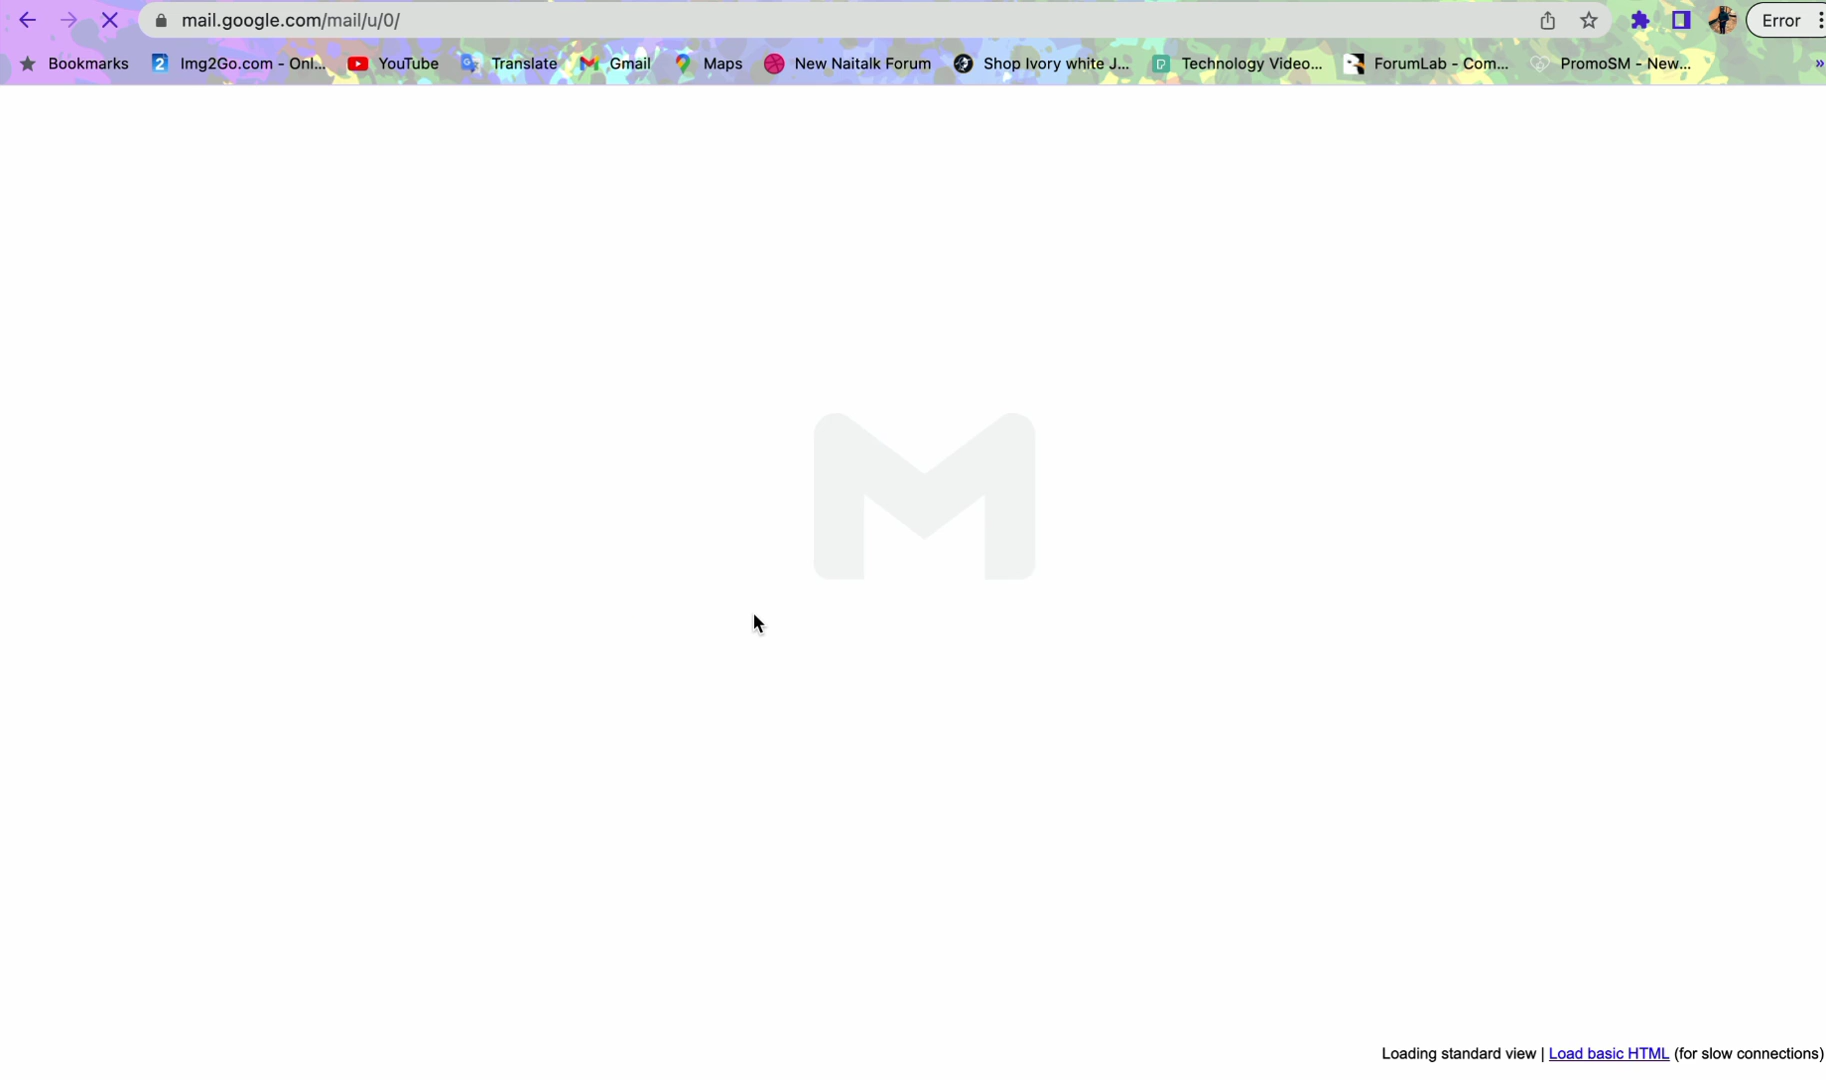 mail.google.com/mail/u/0/ Error
Bookmarks Img2Go.com - Onl... YouTube Translate Gmail Maps New Naitalk Forum Shop Ivory white J... Technology Video... ForumLab - Com... PromoSM - New... »
Loading standard view | Load basic HTML (for slow connections)